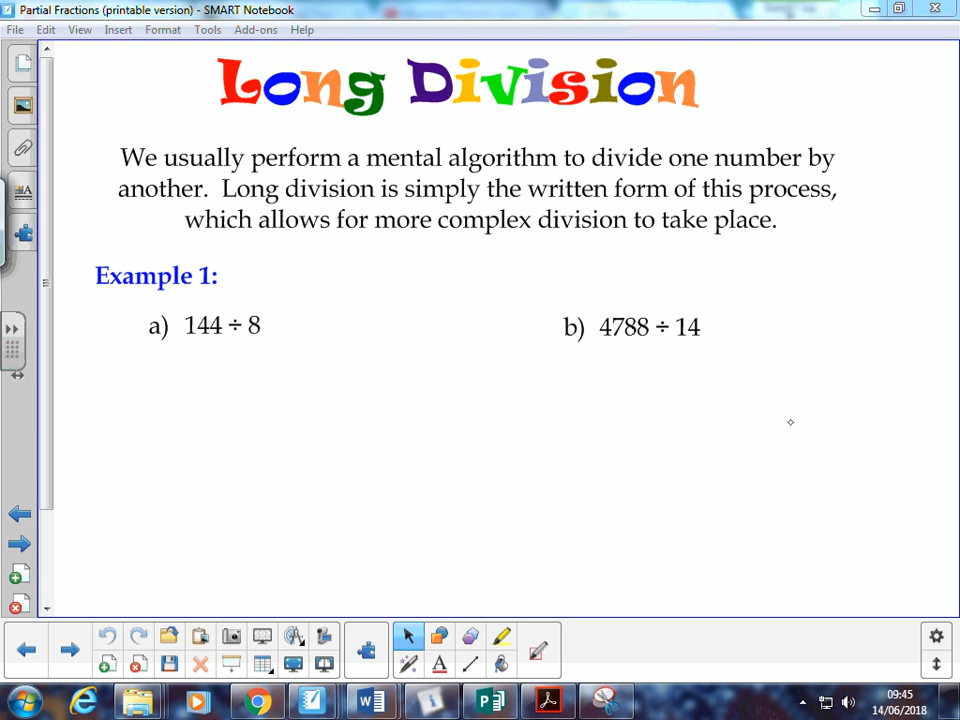 Partial Fractions (printable version) - SMART Notebook
File Edit View Insert Format Tools Add-ons Help
Long Division
We usually perform a mental algorithm to divide one number by
another. Long division is simply the written form of this process,
which allows for more complex division to take place.
Example 1:
a) 144 ÷ 8
b) 4788 ÷ 14
09:45
14/06/2018